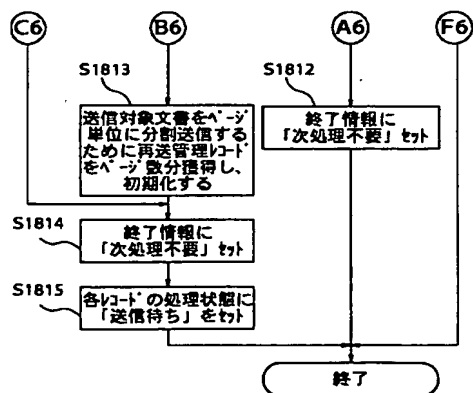 C6
B6
A6
F6
S1813
S1812
送信対象文書をページ
単位に分割送信する
ために再送管理レコード
をページ数分獲得し、
初期化する
終了情報に
「次処理不要」セット
S1814
終了情報に
「次処理不要」セット
S1815
各レコードの処理状態に
「送信待ち」をセット
終了